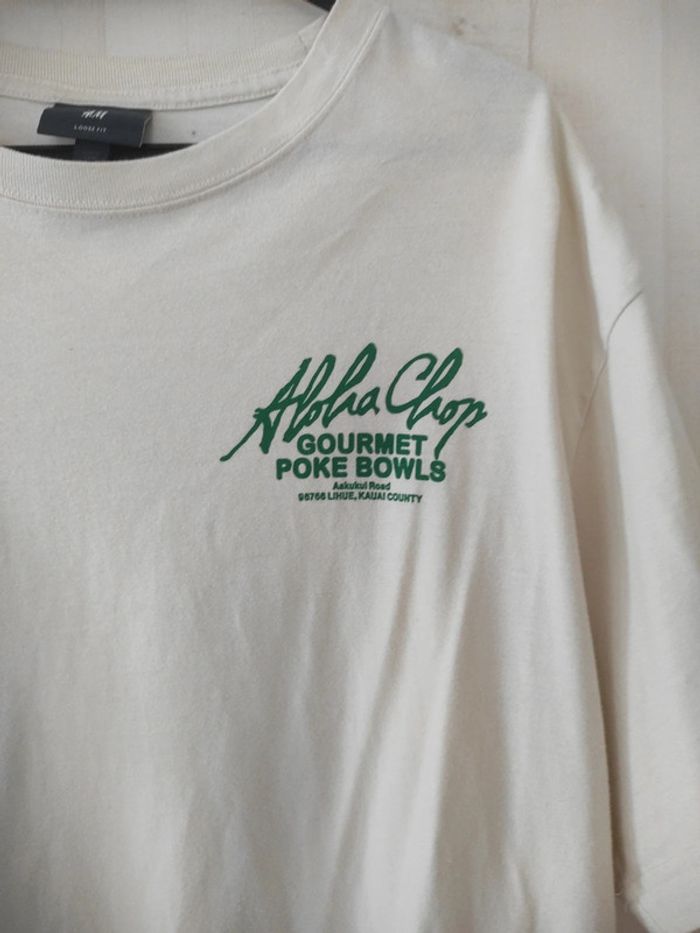 H&M
LOOSE FIT
Aloha Chop
GOURMET
POKE BOWLS
Aakukui Road
96766 LIHUE, KAUAI COUNTY